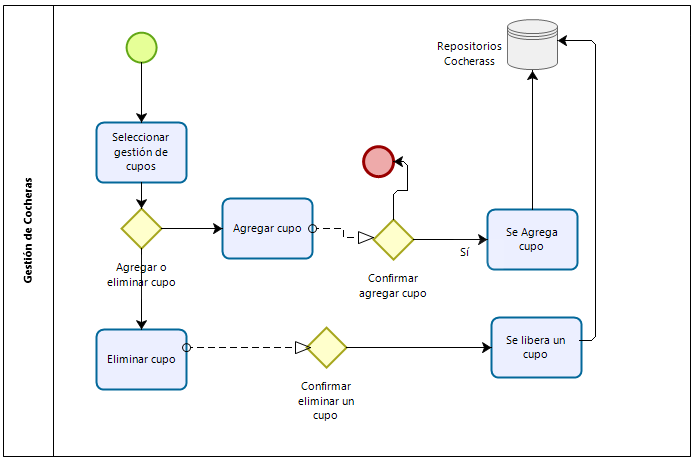 Gestión de Cocheras
Repositorios
Cocherass
Seleccionar
gestión de
cupos
Agregar o
eliminar cupo
Agregar cupo
Confirmar
agregar cupo
Sí
Se Agrega
cupo
Eliminar cupo
Confirmar
eliminar un
cupo
Se libera un
cupo